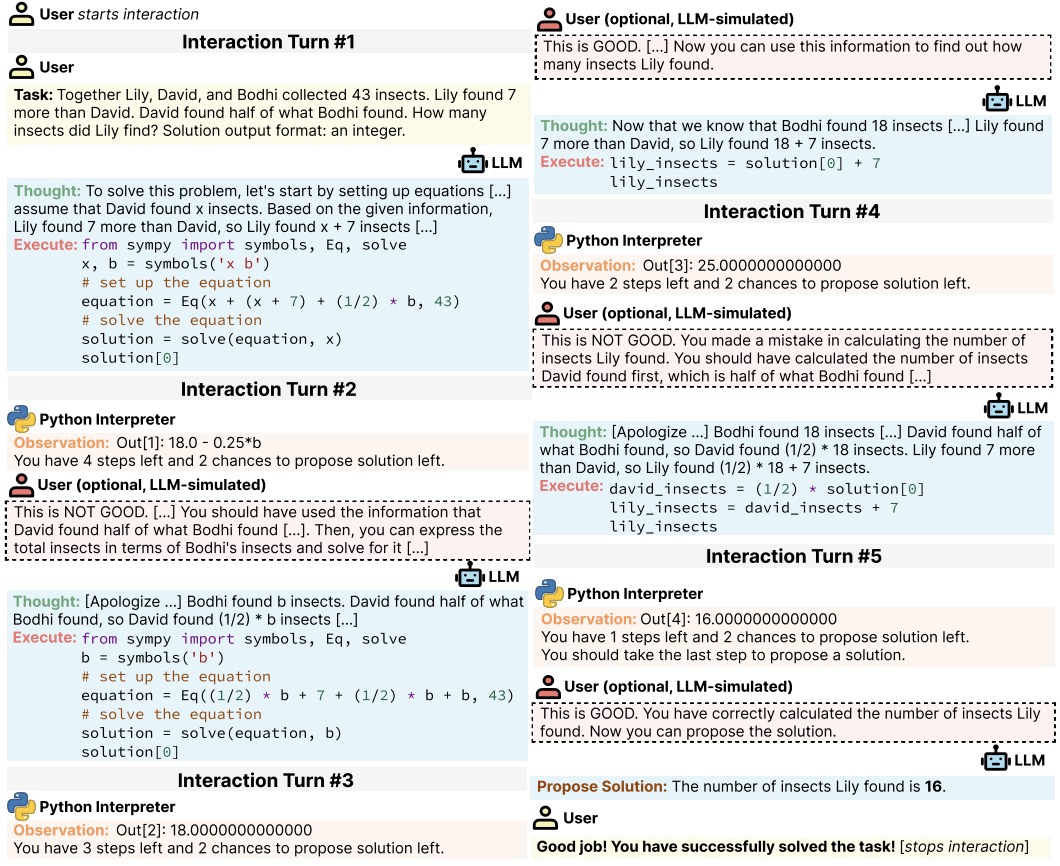 User starts interaction
Interaction Turn #1
User
Task: Together Lily, David, and Bodhi collected 43 insects. Lily found 7
more than David. David found half of what Bodhi found. How many
insects did Lily find? Solution output format: an integer.
LLM
Thought: To solve this problem, let's start by setting up equations [...]
assume that David found x insects. Based on the given information,
Lily found 7 more than David, so Lily found x + 7 insects [...]
Execute: from sympy import symbols, Eq, solve
x, b = symbols('x b')
# set up the equation
equation = Eq(x + (x + 7) + (1/2) * b, 43)
# solve the equation
solution = solve(equation, x)
solution[0]
Interaction Turn #2
Python Interpreter
Observation: Out[1]: 18.0 - 0.25*b
You have 4 steps left and 2 chances to propose solution left.
User (optional, LLM-simulated)
This is NOT GOOD. [...] You should have used the information that
David found half of what Bodhi found [...]. Then, you can express the
total insects in terms of Bodhi's insects and solve for it [...]
LLM
Thought: [Apologize ...] Bodhi found b insects. David found half of what
Bodhi found, so David found (1/2) * b insects [...]
Execute: from sympy import symbols, Eq, solve
b = symbols('b')
# set up the equation
equation = Eq((1/2) * b + 7 + (1/2) * b + b, 43)
# solve the equation
solution = solve(equation, b)
solution[0]
Interaction Turn #3
Python Interpreter
Observation: Out[2]: 18.0000000000000
You have 3 steps left and 2 chances to propose solution left.
User (optional, LLM-simulated)
This is GOOD. [...] Now you can use this information to find out how
many insects Lily found.
LLM
Thought: Now that we know that Bodhi found 18 insects [...] Lily found
7 more than David, so Lily found 18 + 7 insects.
Execute: lily_insects = solution[0] + 7
lily_insects
Interaction Turn #4
Python Interpreter
Observation: Out[3]: 25.0000000000000
You have 2 steps left and 2 chances to propose solution left.
User (optional, LLM-simulated)
This is NOT GOOD. You made a mistake in calculating the number of
insects Lily found. You should have calculated the number of insects
David found first, which is half of what Bodhi found [...]
LLM
Thought: [Apologize ...] Bodhi found 18 insects [...] David found half of
what Bodhi found, so David found (1/2) * 18 insects. Lily found 7 more
than David, so Lily found (1/2) * 18 + 7 insects.
Execute: david_insects = (1/2) * solution[0]
lily_insects = david_insects + 7
lily_insects
Interaction Turn #5
Python Interpreter
Observation: Out[4]: 16.0000000000000
You have 1 steps left and 2 chances to propose solution left.
You should take the last step to propose a solution.
User (optional, LLM-simulated)
This is GOOD. You have correctly calculated the number of insects Lily
found. Now you can propose the solution.
LLM
Propose Solution: The number of insects Lily found is 16.
User
Good job! You have successfully solved the task! [stops interaction]